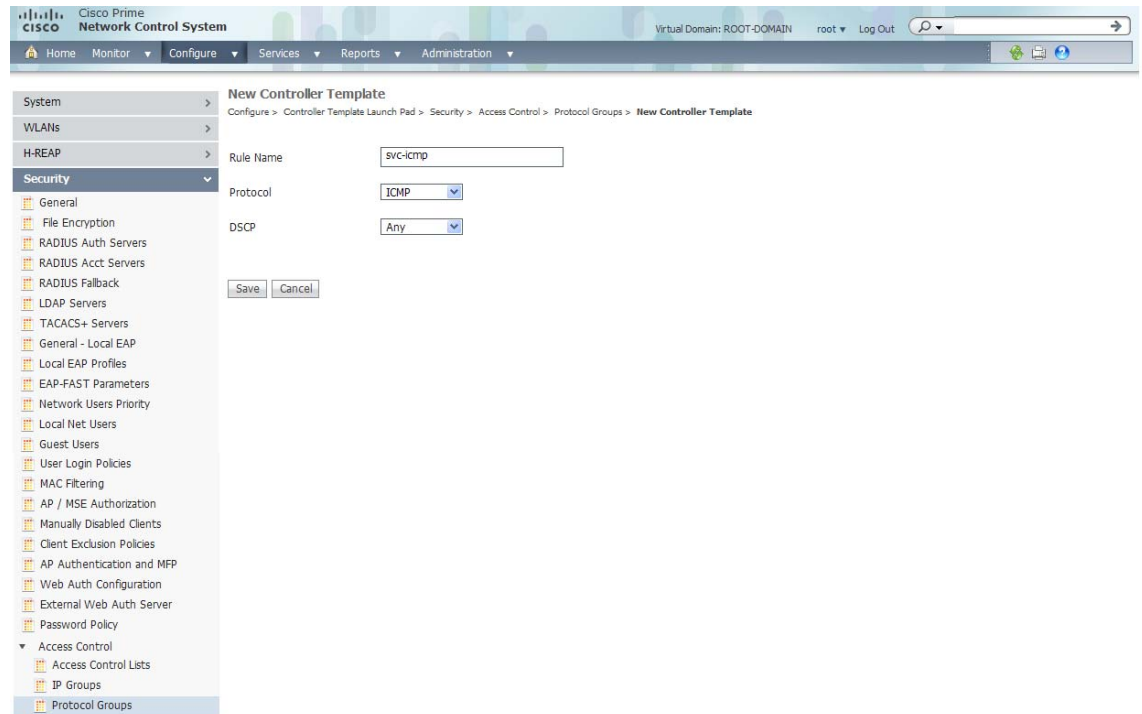 Cisco Prime
CISCO Network Control System
Virtual Domain: ROOT-DOMAIN root Log Out
Home Monitor Configure Services Reports Administration
System
WLANs
H-REAP
Security
General
File Encryption
RADIUS Auth Servers
RADIUS Acct Servers
RADIUS Fallback
LDAP Servers
TACACS+ Servers
General - Local EAP
Local EAP Profiles
EAP-FAST Parameters
Network Users Priority
Local Net Users
Guest Users
User Login Policies
MAC Filtering
AP / MSE Authorization
Manually Disabled Clients
Client Exclusion Policies
AP Authentication and MFP
Web Auth Configuration
External Web Auth Server
Password Policy
Access Control
Access Control Lists
IP Groups
Protocol Groups
New Controller Template
Configure > Controller Template Launch Pad > Security > Access Control > Protocol Groups > New Controller Template
Rule Name svc-icmp
Protocol ICMP
DSCP Any
Save Cancel